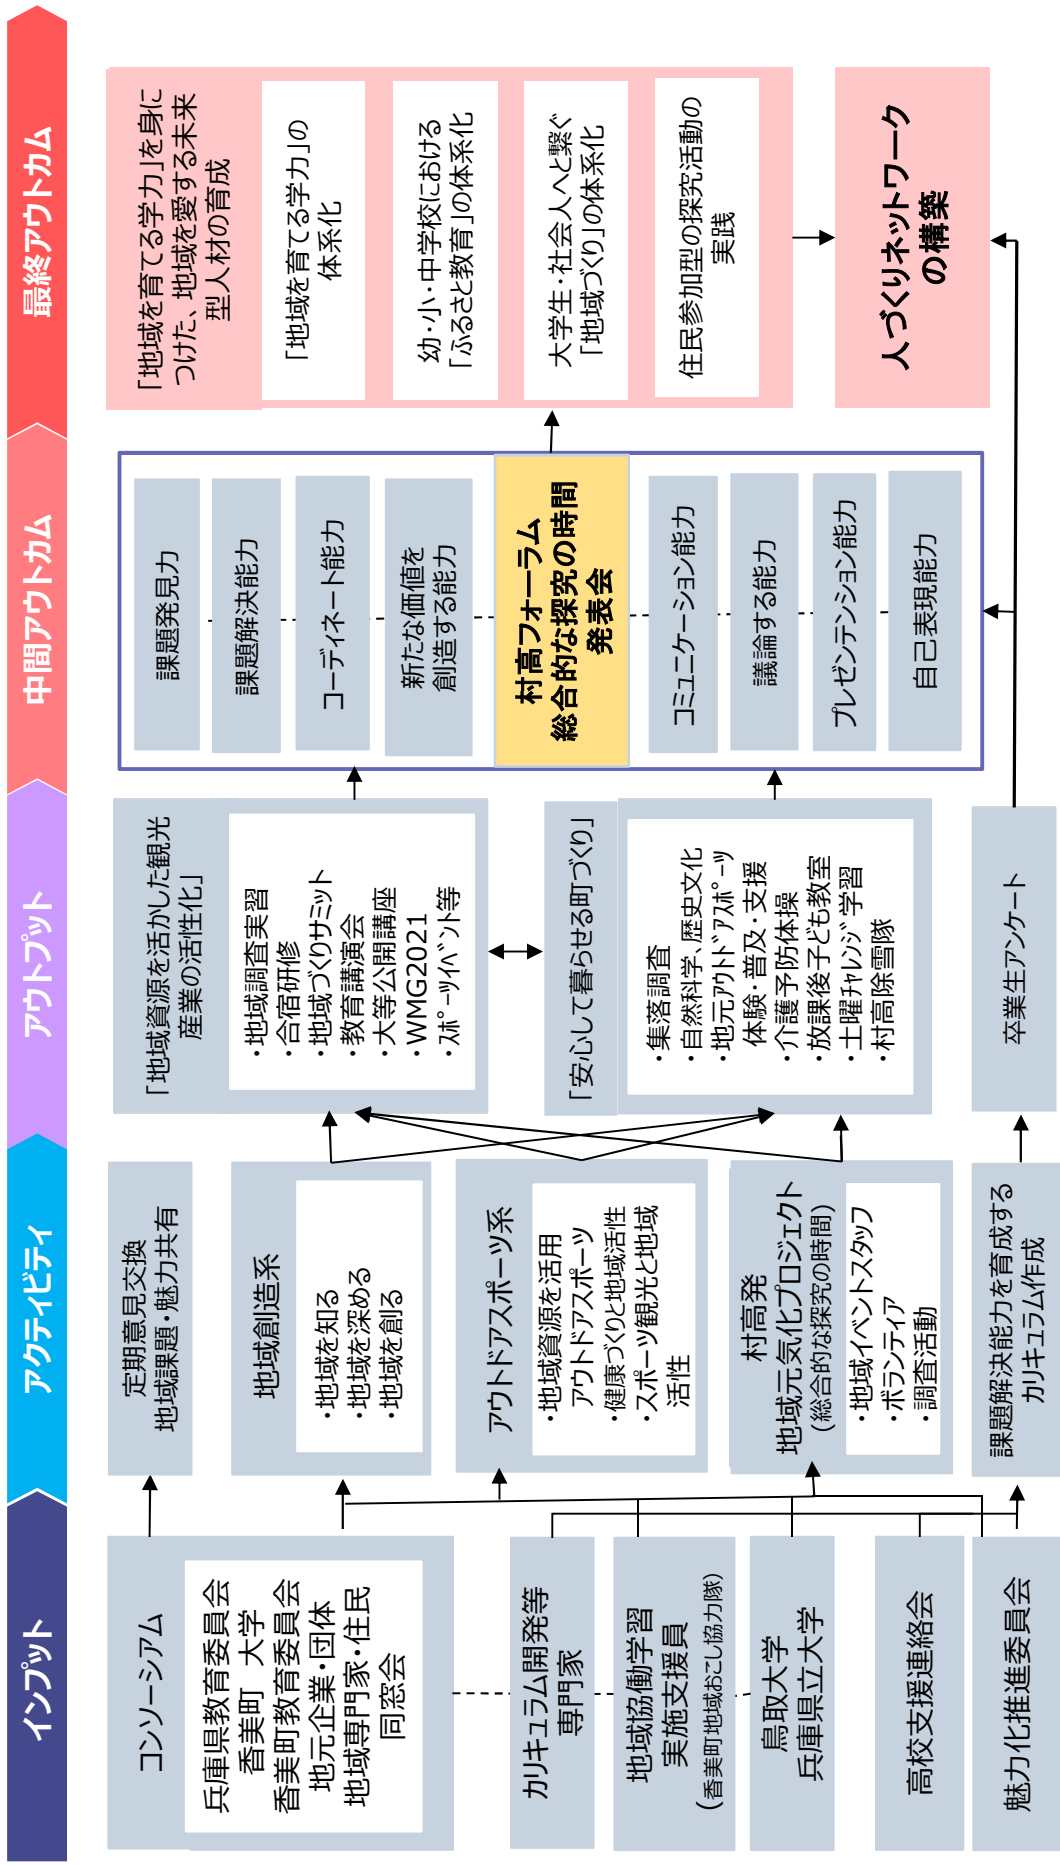 インプット
コンソーシアム
兵庫県教育委員会
香美町 大学
香美町教育委員会
地元企業・団体
地域専門家・住民
同窓会
カリキュラム開発等
専門家
地域協働学習
実施支援員
(香美町地域おこし協力隊)
鳥取大学
兵庫県立大学
高校支援連絡会
魅力化推進委員会
アクティビティ
定期意見交換
地域課題・魅力共有
地域創造系
・地域を知る
・地域を深める
・地域を創る
アウトドアスポーツ系
・地域資源を活用
アウトドアスポーツ
・健康づくりと地域活性
・スポーツ観光と地域
活性
村高発
地域元気化プロジェクト
(総合的な探究の時間)
・地域イベントスタッフ
・ボランティア
・調査活動
課題解決能力を育成する
カリキュラム作成
アウトプット
「地域資源を活かした観光
産業の活性化」
・地域調査実習
・合宿研修
・地域づくりサミット
・教育講演会
・大等公開講座
・WMG2021
・スポーツイベント等
「安心して暮らせる町づくり」
・集落調査
・自然科学、歴史文化
・地元アウトドアスポーツ
体験・普及・支援
・介護予防体操
・放課後子ども教室
・土曜チャレンジ学習
・村高除雪隊
卒業生アンケート
中間アウトカム
課題発見力
課題解決能力
コーディネート能力
新たな価値を
創造する能力
村高フォーラム
総合的な探究の時間
発表会
コミュニケーション能力
議論する能力
プレゼンテンション能力
自己表現能力
最終アウトカム
「地域を育てる学力」を身に
つけた、地域を愛する未来
型人材の育成
「地域を育てる学力」の
体系化
幼・小・中学校における
「ふるさと教育」の体系化
大学生・社会人へと繋ぐ
「地域づくり」の体系化
住民参加型の探究活動の
実践
人づくりネットワーク
の構築